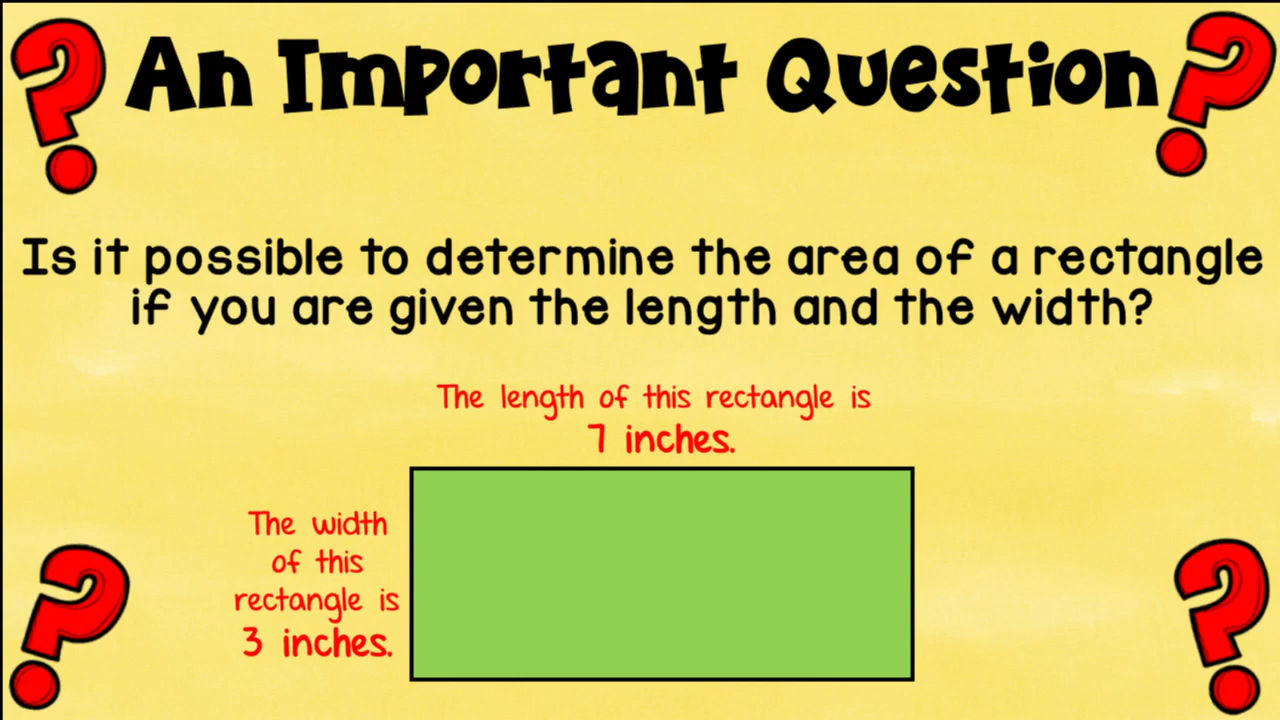 An Important Question
Is it possible to determine the area of a rectangle
if you are given the length and the width?
The length of this rectangle is
7 inches.
The width
of this
rectangle is
3 inches.